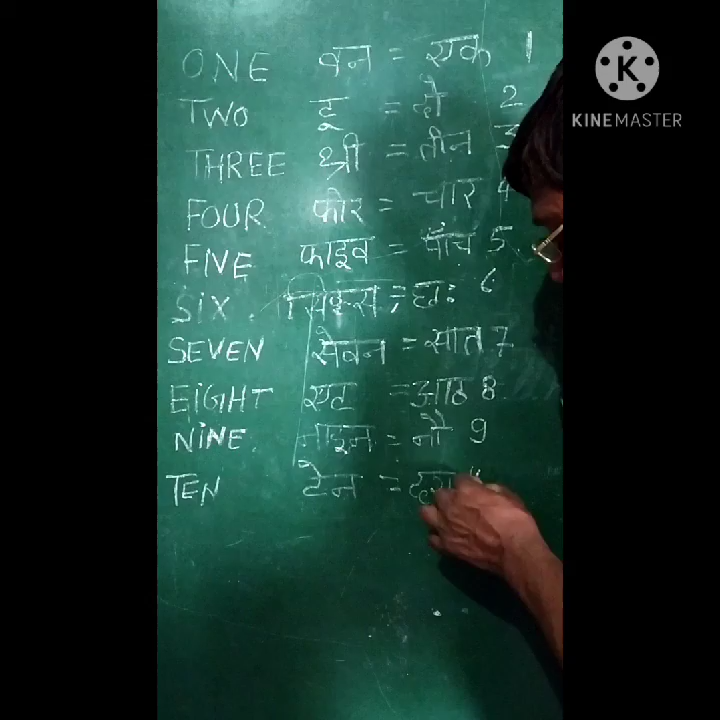 ONE वन = एक 1
TWO टू = दो 2
THREE थ्री = तीन 3
FOUR फोर = चार 4
FIVE फाइव = पाँच 5
SIX. सिक्स = छः 6
SEVEN सेवन = सात 7
EIGHT एट = आठ 8
NINE. नाइन = नौ 9
TEN टेन =
K
KINEMASTER